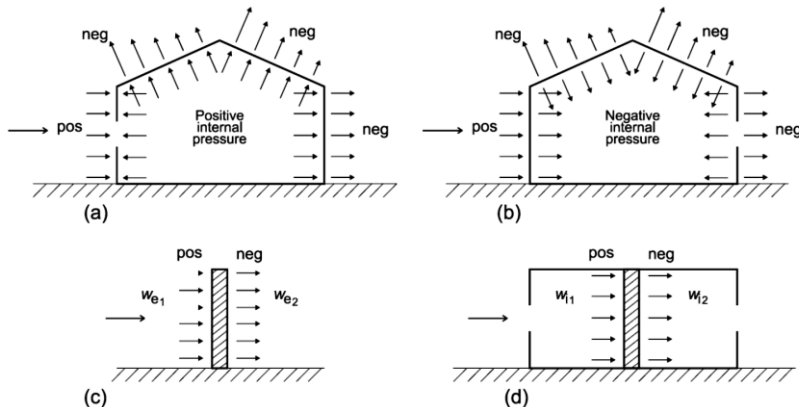 neg
neg
pos
Positive
internal
pressure
neg
(a)
neg
neg
pos
Negative
internal
pressure
neg
(b)
pos
neg
we1
we2
(c)
pos
neg
wi1
wi2
(d)